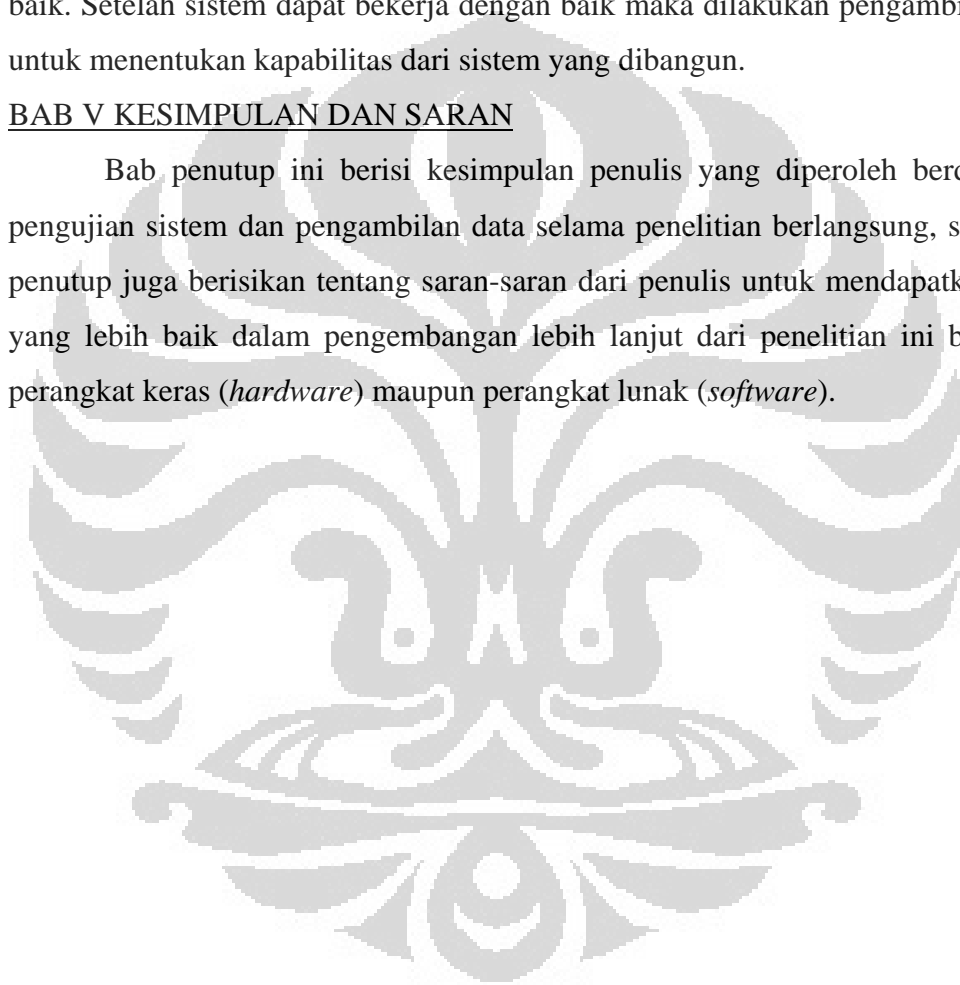 baik. Setelah sistem dapat bekerja dengan baik maka dilakukan pengambi
untuk menentukan kapabilitas dari sistem yang dibangun.
BAB V KESIMPULAN DAN SARAN
Bab penutup ini berisi kesimpulan penulis yang diperoleh berd
pengujian sistem dan pengambilan data selama penelitian berlangsung, s
penutup juga berisikan tentang saran-saran dari penulis untuk mendapatk
yang lebih baik dalam pengembangan lebih lanjut dari penelitian ini b
perangkat keras (hardware) maupun perangkat lunak (software).